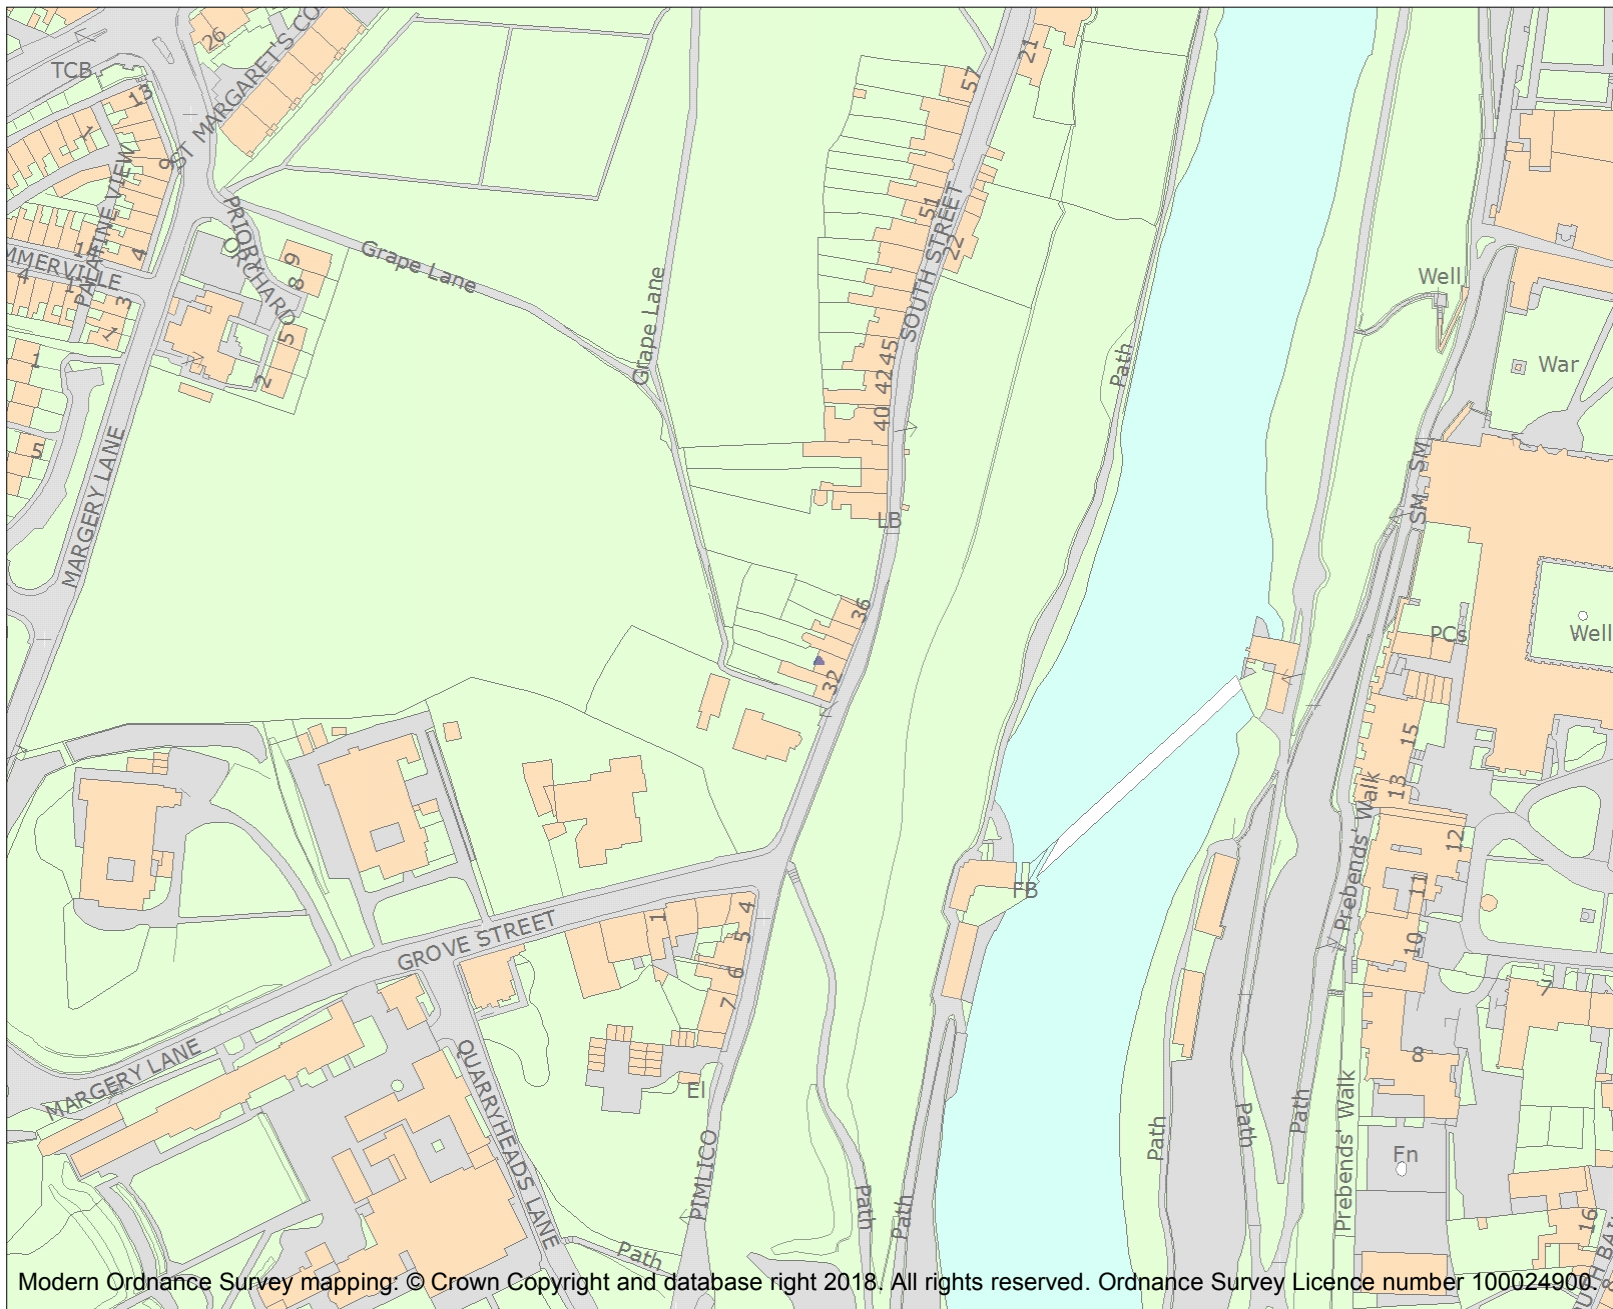 26
ST MARGARET'S CO
TCB
13
1
9
PALATINE VIEW
4
MMERVILLE
4
3
1
1
5
MARGERY LANE
PRIORY
ORCHARD
9
8
5
2
Grape Lane
Grape Lane
57
21
51
SOUTH STREET
22
45
42
40
LB
36
32
Path
Well
War
SM
SM
PCs
Well
15
13
Prebends' Walk
12
11
10
7
8
FB
GROVE STREET
1
4
5
6
7
El
MARGERY LANE
QUARRYHEADS LANE
PIMLICO
Path
Path
Path
Path
Path
Path
Prebends' Walk
Fn
16
UTH BAI
Modern Ordnance Survey mapping: © Crown Copyright and database right 2018. All rights reserved. Ordnance Survey Licence number 100024900.